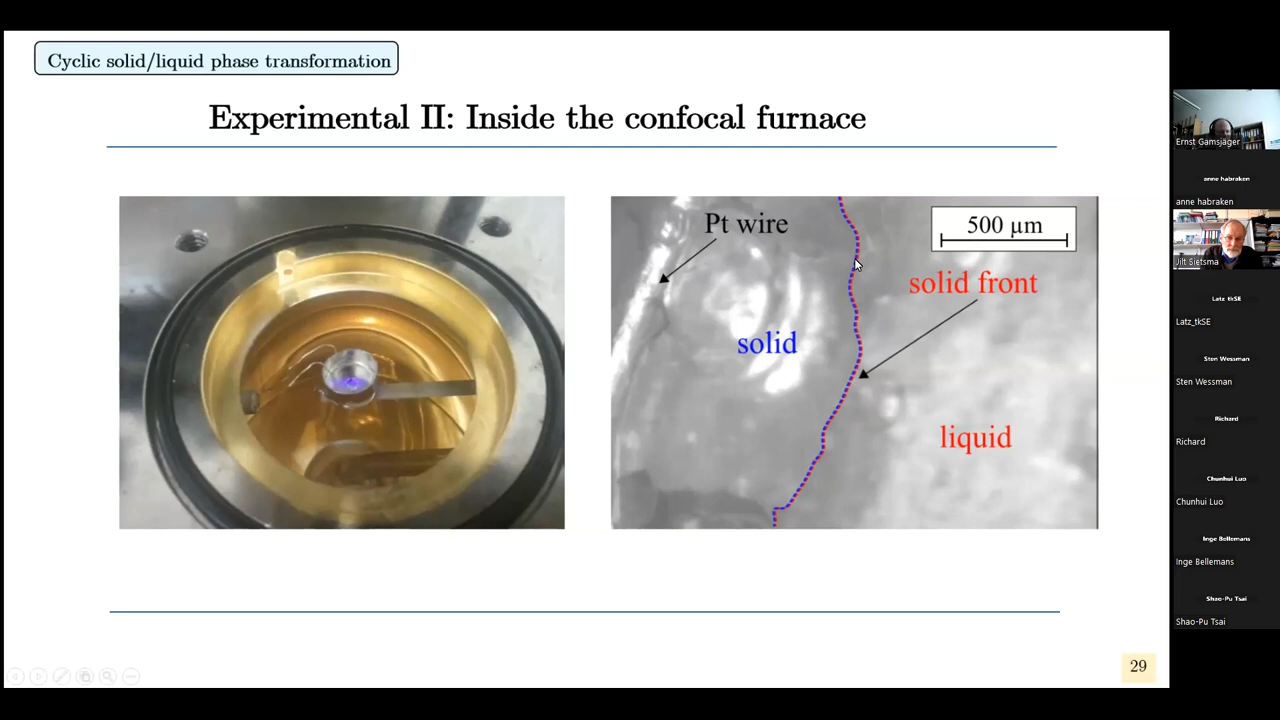 Cyclic solid/liquid phase transformation
Experimental II: Inside the confocal furnace
Pt wire
500 µm
solid front
solid
liquid
29
Ernst Gamsjäger
anne habraken
anne habraken
Jilt Sietsma
Latz_tkSE
Latz_tkSE
Sten Wessman
Sten Wessman
Richard
Richard
Chunhui Luo
Chunhui Luo
Inge Bellemans
Inge Bellemans
Shao-Pu Tsai
Shao-Pu Tsai